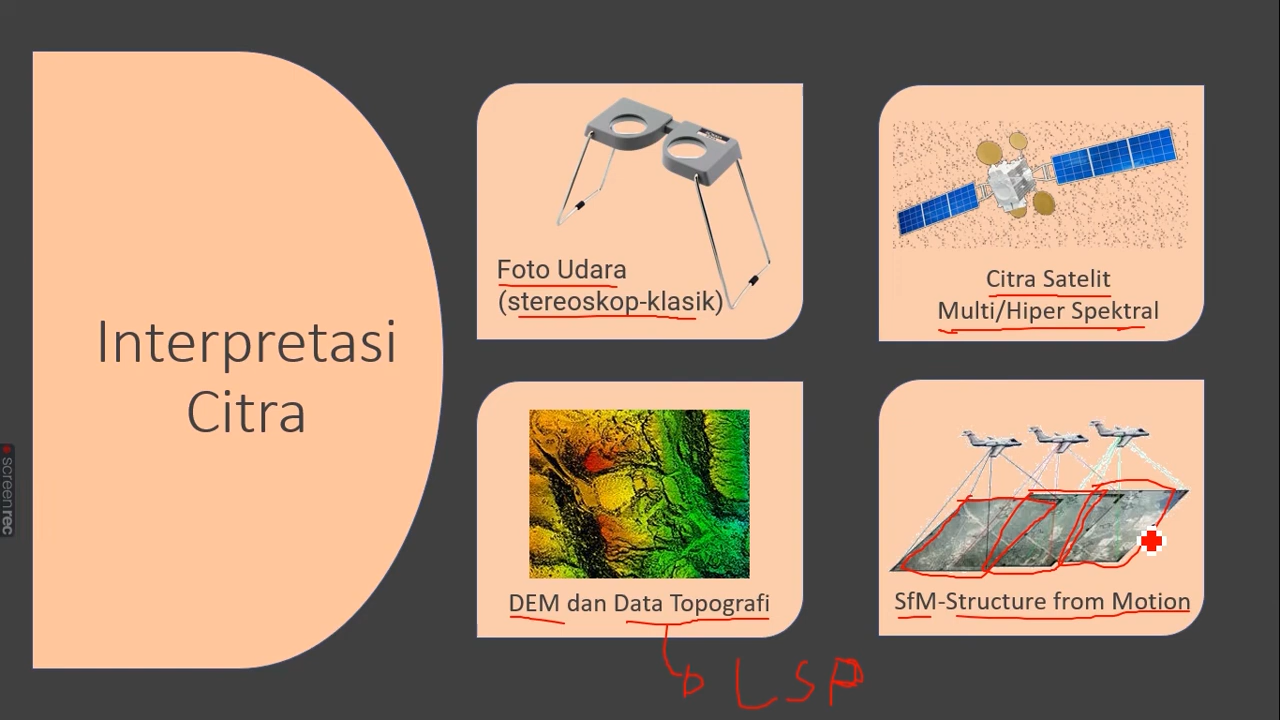 Interpretasi
Citra
Foto Udara
(stereoskop-klasik)
Citra Satelit
Multi/Hiper Spektral
DEM dan Data Topografi
SfM-Structure from Motion
LSP
screenrec